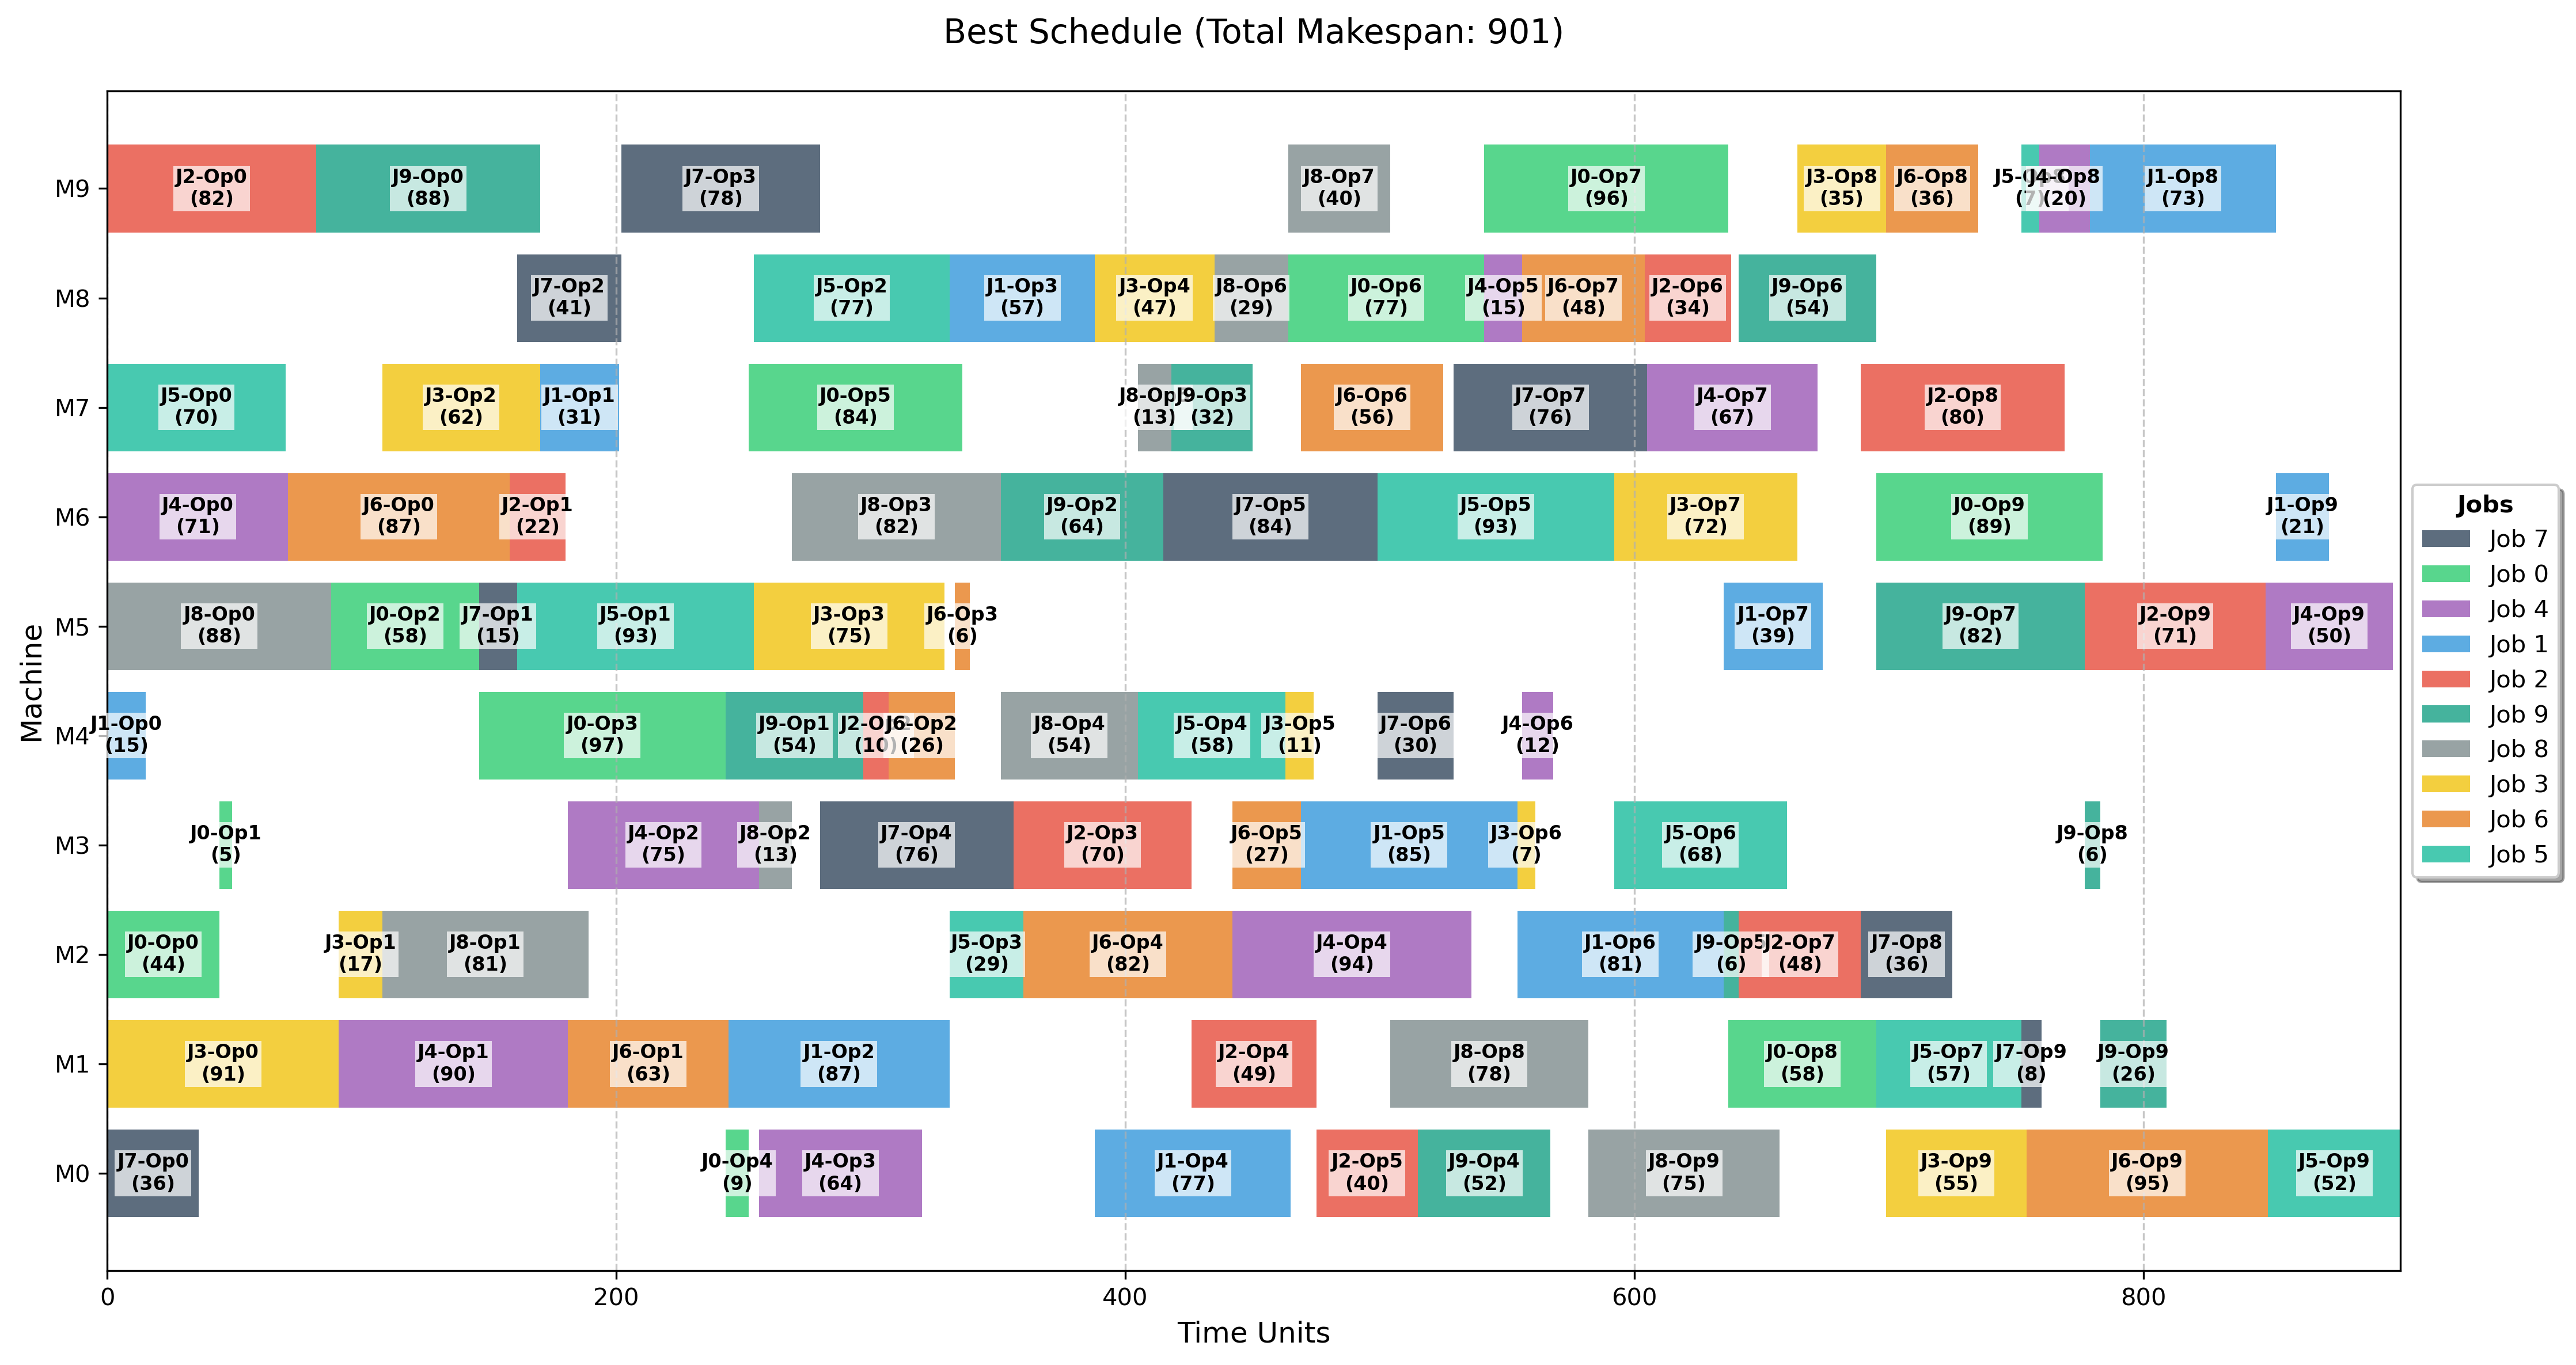 Best Schedule (Total Makespan: 901)
Machine
M9
J2-Op0
(82)
J9-Op0
(88)
J7-Op3
(78)
J8-Op7
(40)
J0-Op7
(96)
J3-Op8
(35)
J6-Op8
(36)
(7)
J4-Op8
(20)
J1-Op8
(73)
M8
J7-Op2
(41)
J5-Op2
(77)
J1-Op3
(57)
J3-Op4
(47)
J8-Op6
(29)
J0-Op6
(77)
J4-Op5
(15)
J6-Op7
(48)
J2-Op6
(34)
J9-Op6
(54)
M7
J5-Op0
(70)
J3-Op2
(62)
J1-Op1
(31)
J0-Op5
(84)
(13)
J9-Op3
(32)
J6-Op6
(56)
J7-Op7
(76)
J4-Op7
(67)
J2-Op8
(80)
M6
J4-Op0
(71)
J6-Op0
(87)
J2-Op1
(22)
J8-Op3
(82)
J9-Op2
(64)
J7-Op5
(84)
J5-Op5
(93)
J3-Op7
(72)
J0-Op9
(89)
J1-Op9
(21)
M5
J8-Op0
(88)
J0-Op2
(58)
J7-Op1
(15)
J5-Op1
(93)
J3-Op3
(75)
J6-Op3
(6)
J1-Op7
(39)
J9-Op7
(82)
J2-Op9
(71)
J4-Op9
(50)
M4
J1-Op0
(15)
J0-Op3
(97)
J9-Op1
(54)
(10)
J6-Op2
(26)
J8-Op4
(54)
J5-Op4
(58)
J3-Op5
(11)
J7-Op6
(30)
J4-Op6
(12)
M3
J0-Op1
(5)
J4-Op2
(75)
J8-Op2
(13)
J7-Op4
(76)
J2-Op3
(70)
J6-Op5
(27)
J1-Op5
(85)
J3-Op6
(7)
J5-Op6
(68)
J9-Op8
(6)
M2
J0-Op0
(44)
J3-Op1
(17)
J8-Op1
(81)
J5-Op3
(29)
J6-Op4
(82)
J4-Op4
(94)
J1-Op6
(81)
J9-Op5
(6)
J2-Op7
(48)
J7-Op8
(36)
M1
J3-Op0
(91)
J4-Op1
(90)
J6-Op1
(63)
J1-Op2
(87)
J2-Op4
(49)
J8-Op8
(78)
J0-Op8
(58)
J5-Op7
(57)
J7-Op9
(8)
J9-Op9
(26)
M0
J7-Op0
(36)
J0-Op4
(9)
J4-Op3
(64)
J1-Op4
(77)
J2-Op5
(40)
J9-Op4
(52)
J8-Op9
(75)
J3-Op9
(55)
J6-Op9
(95)
J5-Op9
(52)
0
200
400
600
800
Time Units
Jobs
Job 7
Job 0
Job 4
Job 1
Job 2
Job 9
Job 8
Job 3
Job 6
Job 5